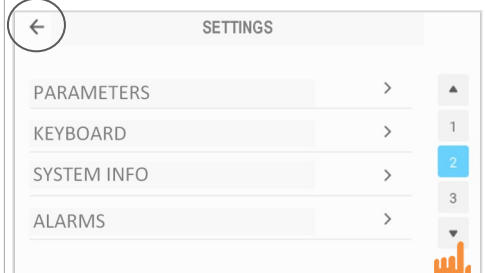 SETTINGS
PARAMETERS
KEYBOARD
SYSTEM INFO
ALARMS
1
2
3